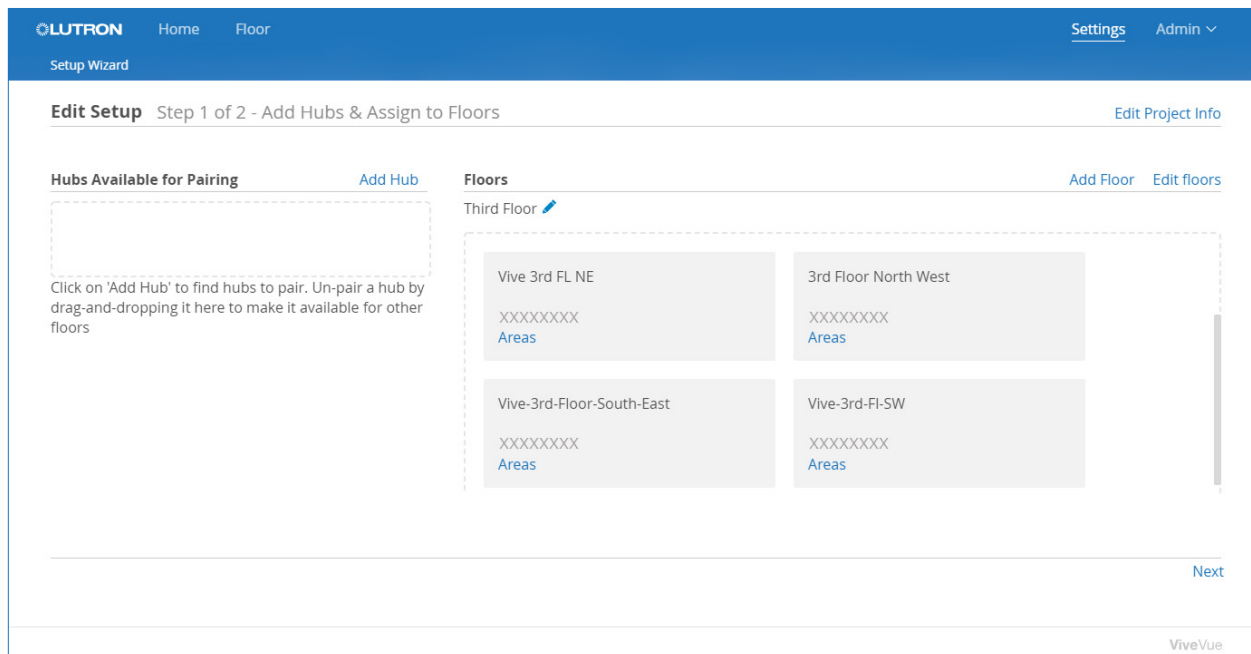 LUTRON Home Floor Settings Admin
Setup Wizard
Edit Setup Step 1 of 2 - Add Hubs & Assign to Floors Edit Project Info
Hubs Available for Pairing Add Hub
Click on 'Add Hub' to find hubs to pair. Un-pair a hub by
drag-and-dropping it here to make it available for other
floors
Floors Add Floor Edit floors
Third Floor
Vive 3rd FL NE
XXXXXXXX
Areas
3rd Floor North West
XXXXXXXX
Areas
Vive-3rd-Floor-South-East
XXXXXXXX
Areas
Vive-3rd-Fl-SW
XXXXXXXX
Areas
Next
ViveVue